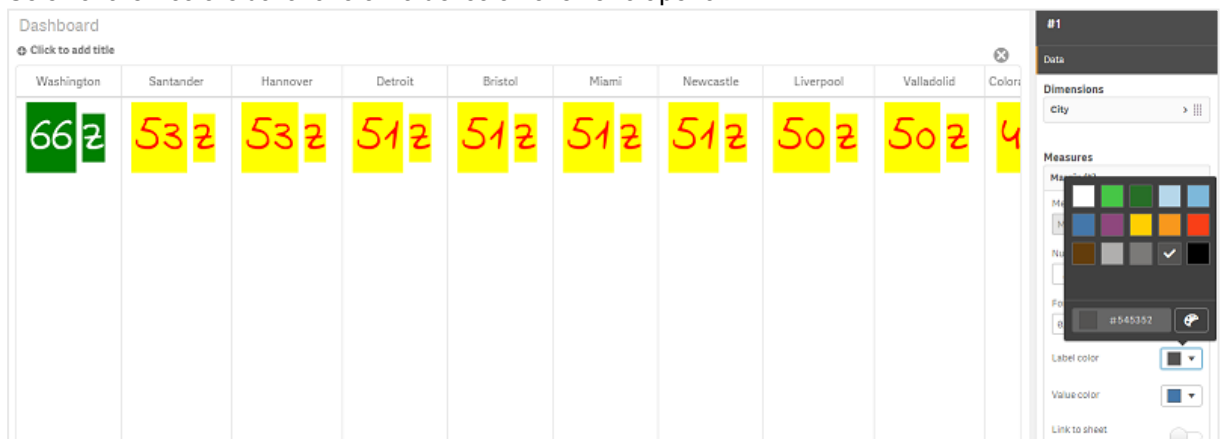 Dashboard
Click to add title
Washington Santander Hannover Detroit Bristol Miami Newcastle Liverpool Valladolid
66 z 53 z 53 z 51 z 51 z 51 z 51 z 50 z 50 z 4
#1
Data
Dimensions
City
Measures
#545352
Label color
Value color
Link to sheet